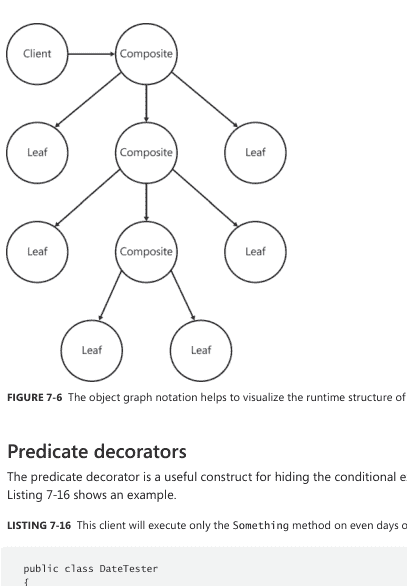 Client
Composite
Leaf
Composite
Leaf
Leaf
Composite
Leaf
Leaf
Leaf
FIGURE 7-6 The object graph notation helps to visualize the runtime structure of
Predicate decorators
The predicate decorator is a useful construct for hiding the conditional
Listing 7-16 shows an example.
LISTING 7-16 This client will execute only the Something method on even days
public class DateTester
{